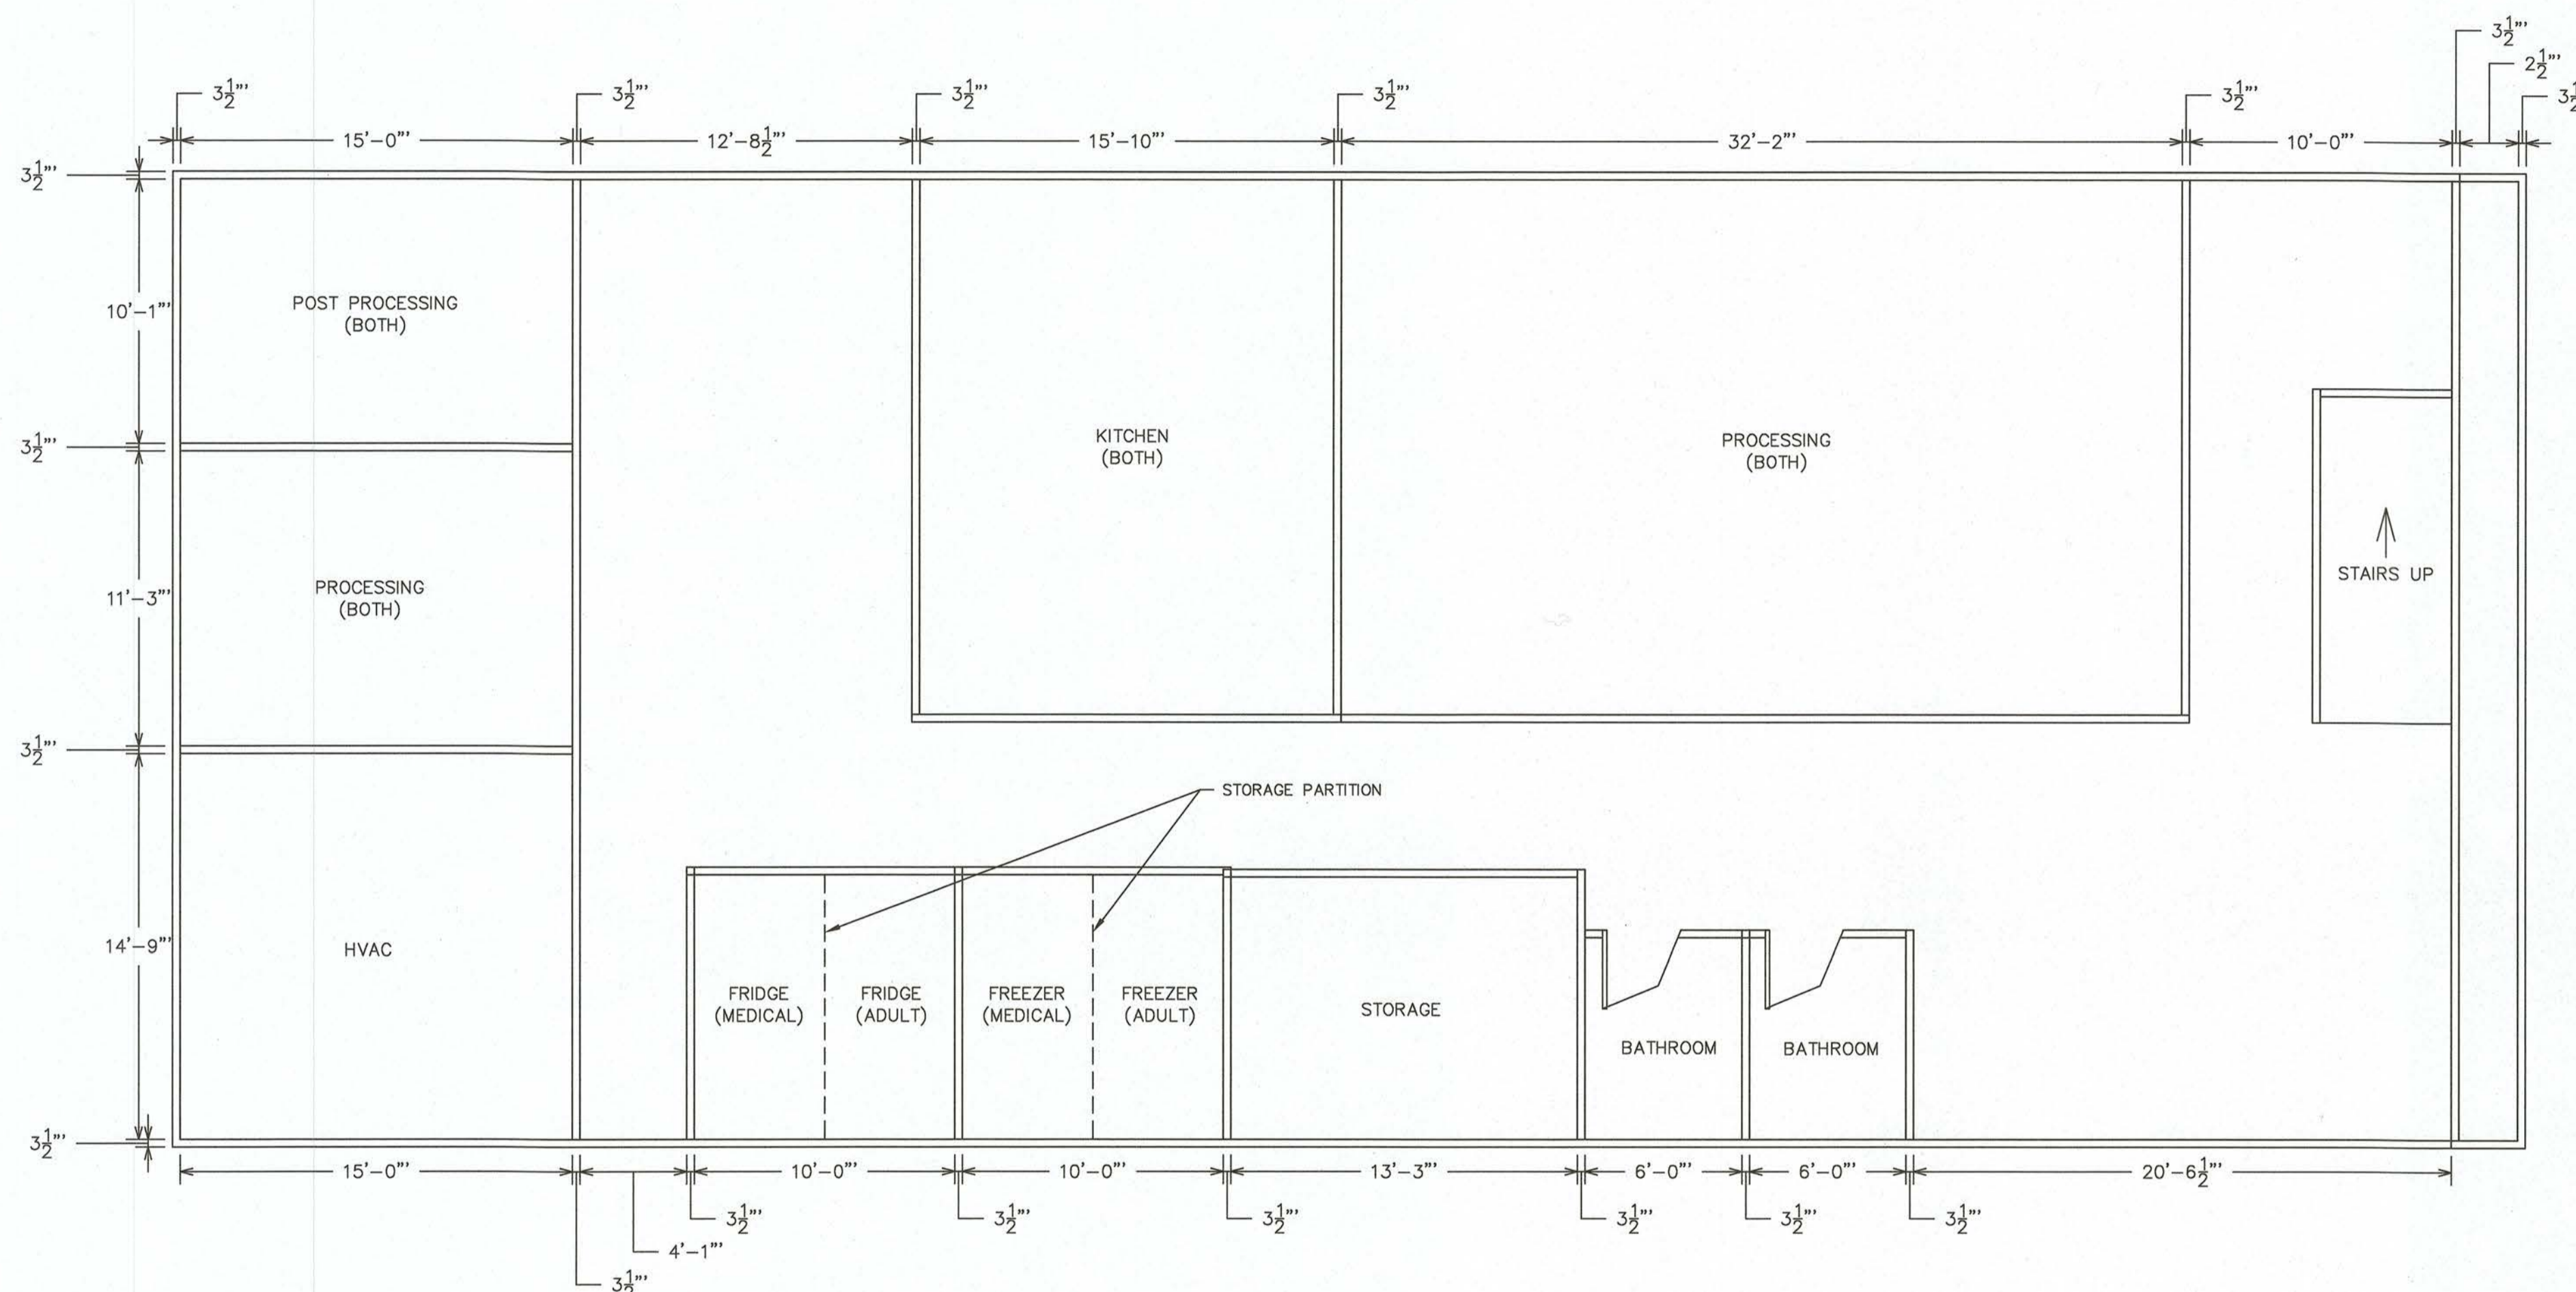 3½"'
2½"'
3½"' 3½"' 3½"' 3½"' 3½"'
15'-0"' 12'-8½"' 15'-10"' 32'-2"' 10'-0"'
3½"'
10'-1"'
POST PROCESSING
(BOTH)
KITCHEN
(BOTH)
PROCESSING
(BOTH)
3½"'
STAIRS UP
PROCESSING
(BOTH)
11'-3"'
3½"'
STORAGE PARTITION
14'-9"'
HVAC
FRIDGE
(MEDICAL)
FRIDGE
(ADULT)
FREEZER
(MEDICAL)
FREEZER
(ADULT)
STORAGE
BATHROOM
BATHROOM
3½"'
15'-0"' 10'-0"' 10'-0"' 13'-3"' 6'-0"' 6'-0"' 20'-6½"'
3½"' 3½"' 3½"' 3½"' 3½"' 3½"'
4'-1"'
3½"'